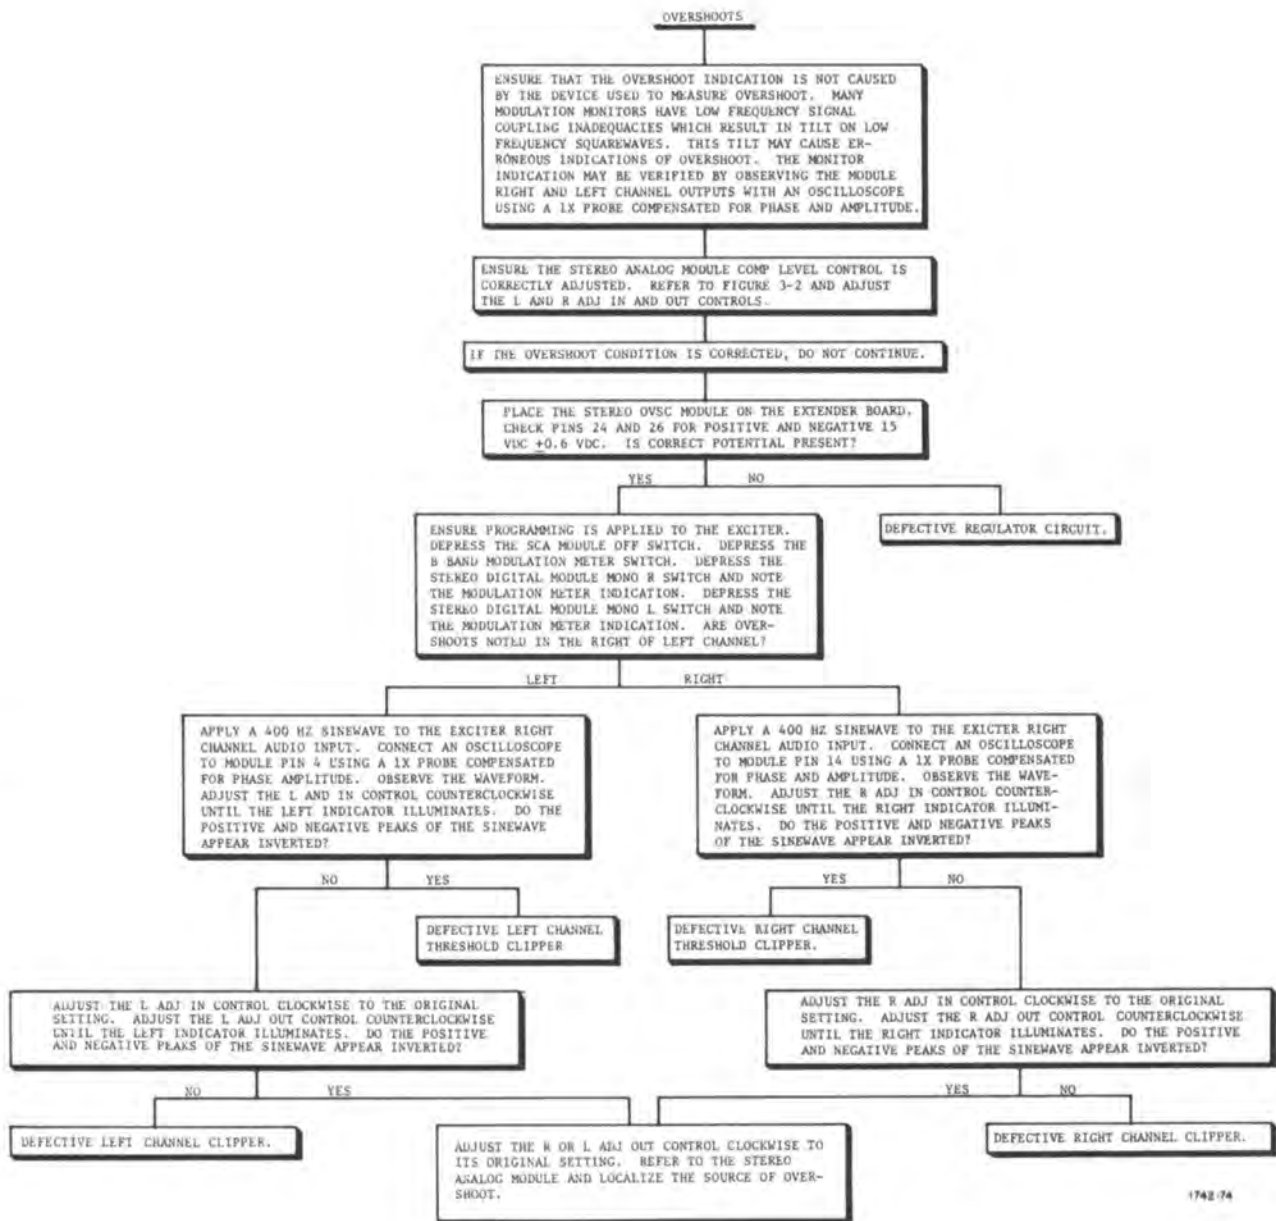 OVERSHOOTS
ENSURE THAT THE OVERSHOOT INDICATION IS NOT CAUSED
BY THE DEVICE USED TO MEASURE OVERSHOOT. MANY
MODULATION MONITORS HAVE LOW FREQUENCY SIGNAL
COUPLING INADEQUACIES WHICH RESULT IN TILT ON LOW
FREQUENCY SQUAREWAVES. THIS TILT MAY CAUSE ER-
RONEOUS INDICATIONS OF OVERSHOOT. THE MONITOR
INDICATION MAY BE VERIFIED BY OBSERVING THE MODULE
RIGHT AND LEFT CHANNEL OUTPUTS WITH AN OSCILLOSCOPE
USING A 1X PROBE COMPENSATED FOR PHASE AND AMPLITUDE.
ENSURE THE STEREO ANALOG MODULE COMP LEVEL CONTROL IS
CORRECTLY ADJUSTED. REFER TO FIGURE 3-2 AND ADJUST
THE L AND R ADJ IN AND OUT CONTROLS.
IF THE OVERSHOOT CONDITION IS CORRECTED, DO NOT CONTINUE.
PLACE THE STEREO OVSC MODULE ON THE EXTENDER BOARD.
CHECK PINS 24 AND 26 FOR POSITIVE AND NEGATIVE 15
VDC ±0.6 VDC. IS CORRECT POTENTIAL PRESENT?
YES NO
ENSURE PROGRAMMING IS APPLIED TO THE EXCITER.
DEPRESS THE SCA MODULE OFF SWITCH. DEPRESS THE
B BAND MODULATION METER SWITCH. DEPRESS THE
STEREO DIGITAL MODULE MONO R SWITCH AND NOTE
THE MODULATION METER INDICATION. DEPRESS THE
STEREO DIGITAL MODULE MONO L SWITCH AND NOTE
THE MODULATION METER INDICATION. ARE OVER-
SHOOTS NOTED IN THE RIGHT OF LEFT CHANNEL?
DEFECTIVE REGULATOR CIRCUIT.
LEFT RIGHT
APPLY A 400 HZ SINEWAVE TO THE EXCITER RIGHT
CHANNEL AUDIO INPUT. CONNECT AN OSCILLOSCOPE
TO MODULE PIN 4 USING A 1X PROBE COMPENSATED
FOR PHASE AMPLITUDE. OBSERVE THE WAVEFORM.
ADJUST THE L AND IN CONTROL COUNTERCLOCKWISE
UNTIL THE LEFT INDICATOR ILLUMINATES. DO THE
POSITIVE AND NEGATIVE PEAKS OF THE SINEWAVE
APPEAR INVERTED?
APPLY A 400 HZ SINEWAVE TO THE EXICTER RIGHT
CHANNEL AUDIO INPUT. CONNECT AN OSCILLOSCOPE
TO MODULE PIN 14 USING A 1X PROBE COMPENSATED
FOR PHASE AND AMPLITUDE. OBSERVE THE WAVE-
FORM. ADJUST THE R ADJ IN CONTROL COUNTER-
CLOCKWISE UNTIL THE RIGHT INDICATOR ILLUMI-
NATES. DO THE POSITIVE AND NEGATIVE PEAKS
OF THE SINEWAVE APPEAR INVERTED?
NO YES
YES NO
DEFECTIVE LEFT CHANNEL
THRESHOLD CLIPPER
DEFECTIVE RIGHT CHANNEL
THRESHOLD CLIPPER.
ADJUST THE L ADJ IN CONTROL CLOCKWISE TO THE ORIGINAL
SETTING. ADJUST THE L ADJ OUT CONTROL COUNTERCLOCKWISE
UNTIL THE LEFT INDICATOR ILLUMINATES. DO THE POSITIVE
AND NEGATIVE PEAKS OF THE SINEWAVE APPEAR INVERTED?
ADJUST THE R ADJ IN CONTROL CLOCKWISE TO THE ORIGINAL
SETTING. ADJUST THE R ADJ OUT CONTROL COUNTERCLOCKWISE
UNTIL THE RIGHT INDICATOR ILLUMINATES. DO THE POSITIVE
AND NEGATIVE PEAKS OF THE SINEWAVE APPEAR INVERTED?
NO YES
YES NO
DEFECTIVE LEFT CHANNEL CLIPPER.
ADJUST THE R OR L ADJ OUT CONTROL CLOCKWISE TO
ITS ORIGINAL SETTING. REFER TO THE STEREO
ANALOG MODULE AND LOCALIZE THE SOURCE OF OVER-
SHOOT.
DEFECTIVE RIGHT CHANNEL CLIPPER.
1742-74